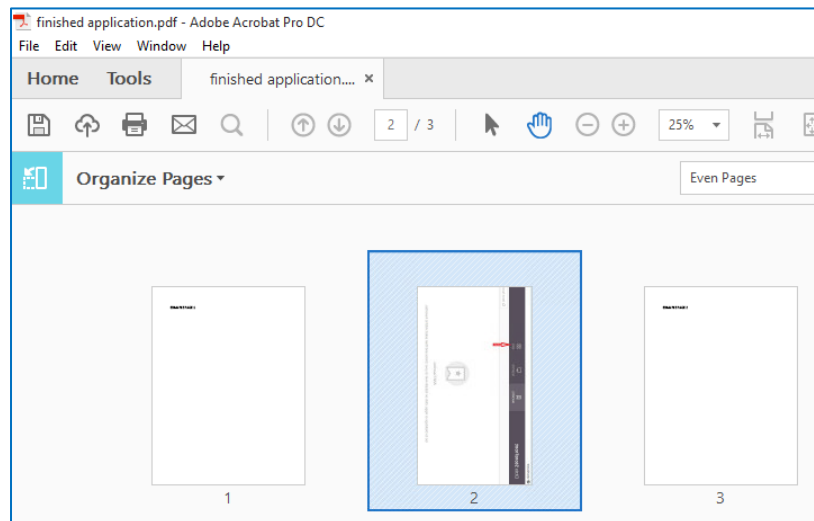 finished application.pdf - Adobe Acrobat Pro DC
File Edit View Window Help
Home Tools finished application.... ×
2 / 3 25%
Organize Pages Even Pages
1 2 3